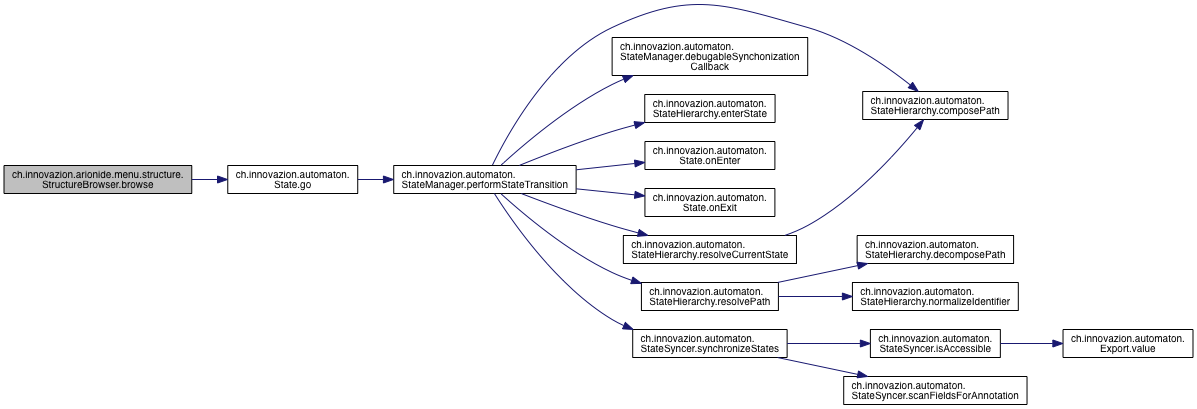 ch.innovazion.arionide.menu.structure.
StructureBrowser.browse
ch.innovazion.automaton.
State.go
ch.innovazion.automaton.
StateManager.performStateTransition
ch.innovazion.automaton.
StateManager.debugableSynchonization
Callback
ch.innovazion.automaton.
StateHierarchy.enterState
ch.innovazion.automaton.
State.onEnter
ch.innovazion.automaton.
State.onExit
ch.innovazion.automaton.
StateHierarchy.resolveCurrentState
ch.innovazion.automaton.
StateHierarchy.resolvePath
ch.innovazion.automaton.
StateSyncer.synchronizeStates
ch.innovazion.automaton.
StateHierarchy.composePath
ch.innovazion.automaton.
StateHierarchy.decomposePath
ch.innovazion.automaton.
StateHierarchy.normalizeIdentifier
ch.innovazion.automaton.
StateSyncer.isAccessible
ch.innovazion.automaton.
StateSyncer.scanFieldsForAnnotation
ch.innovazion.automaton.
Export.value